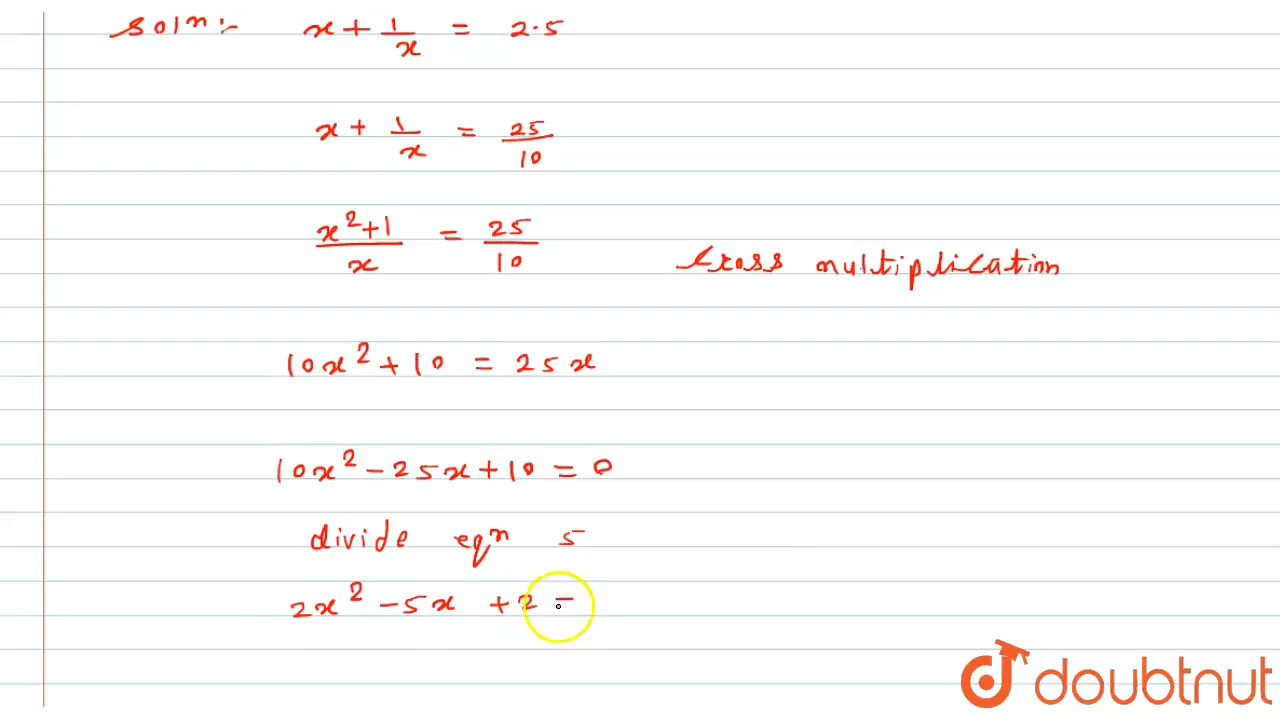 Soln:- x + 1/x = 2.5
x + 1/x = 25/10
x²+1/x = 25/10
Cross multiplication
10x² + 10 = 25x
10x² - 25x + 10 = 0
divide eqn 5
2x² - 5x + 2 =
doubtnut